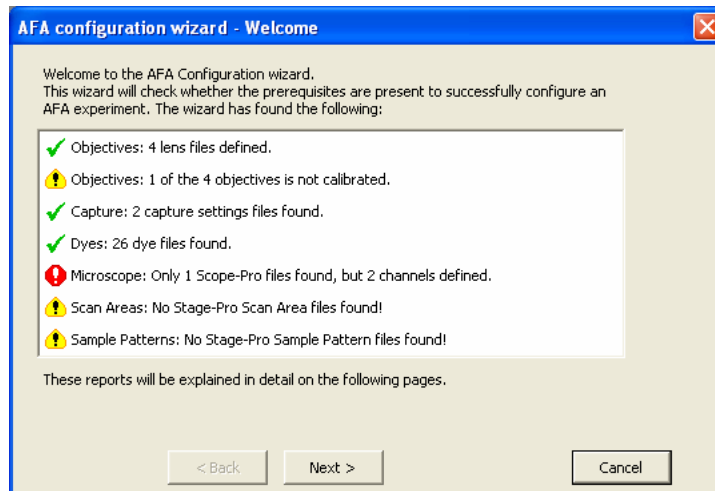 AFA configuration wizard - Welcome
Welcome to the AFA Configuration wizard.
This wizard will check whether the prerequisites are present to successfully configure an
AFA experiment. The wizard has found the following:
Objectives: 4 lens files defined.
Objectives: 1 of the 4 objectives is not calibrated.
Capture: 2 capture settings files found.
Dyes: 26 dye files found.
Microscope: Only 1 Scope-Pro files found, but 2 channels defined.
Scan Areas: No Stage-Pro Scan Area files found!
Sample Patterns: No Stage-Pro Sample Pattern files found!
These reports will be explained in detail on the following pages.
< Back Next > Cancel